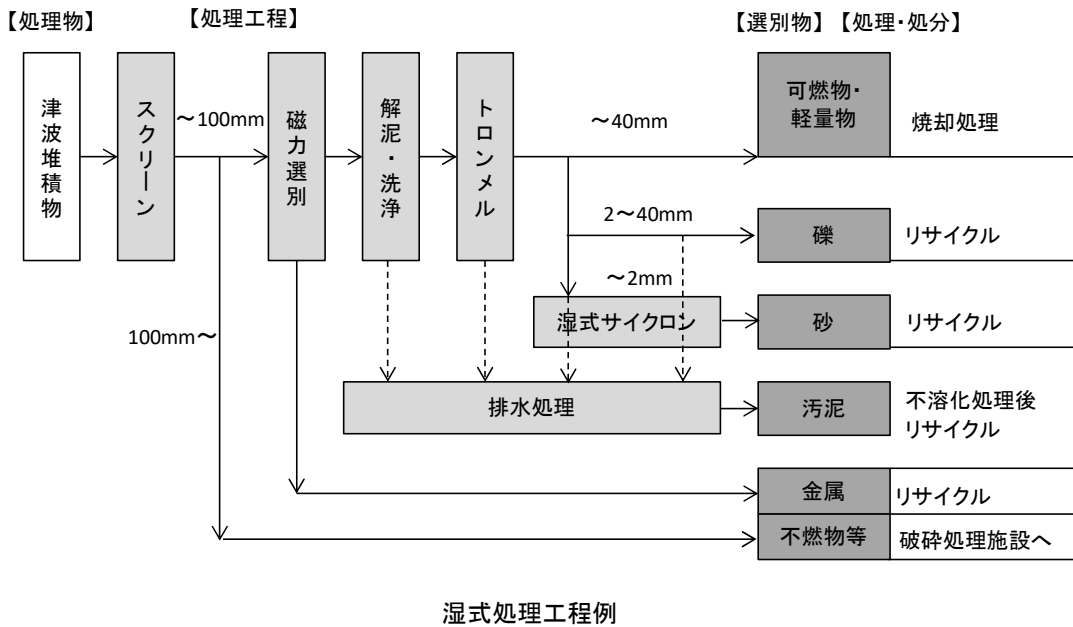 【処理物】
【処理工程】
【選別物】【処理・処分】
津波堆積物
スクリーン
～100mm
磁力選別
解泥・洗浄
トロンメル
～40mm
可燃物・
軽量物
焼却処理
2～40mm
礫
リサイクル
～2mm
湿式サイクロン
砂
リサイクル
100mm～
排水処理
汚泥
不溶化処理後
リサイクル
金属
リサイクル
不燃物等
破砕処理施設へ
湿式処理工程例